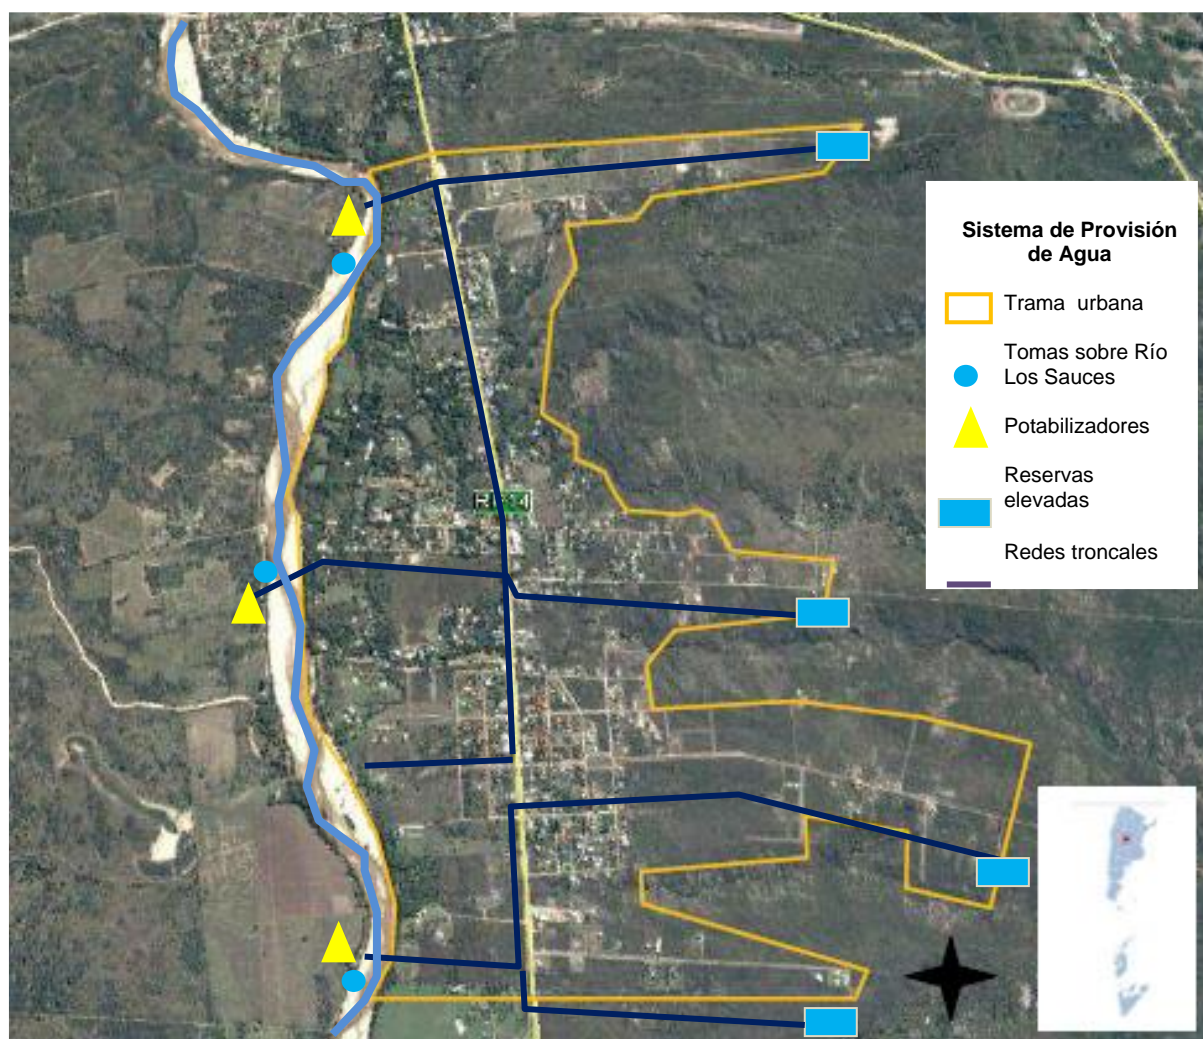 Sistema de Provisión
de Agua
Trama urbana
Tomas sobre Río
Los Sauces
Potabilizadores
Reservas
elevadas
Redes troncales